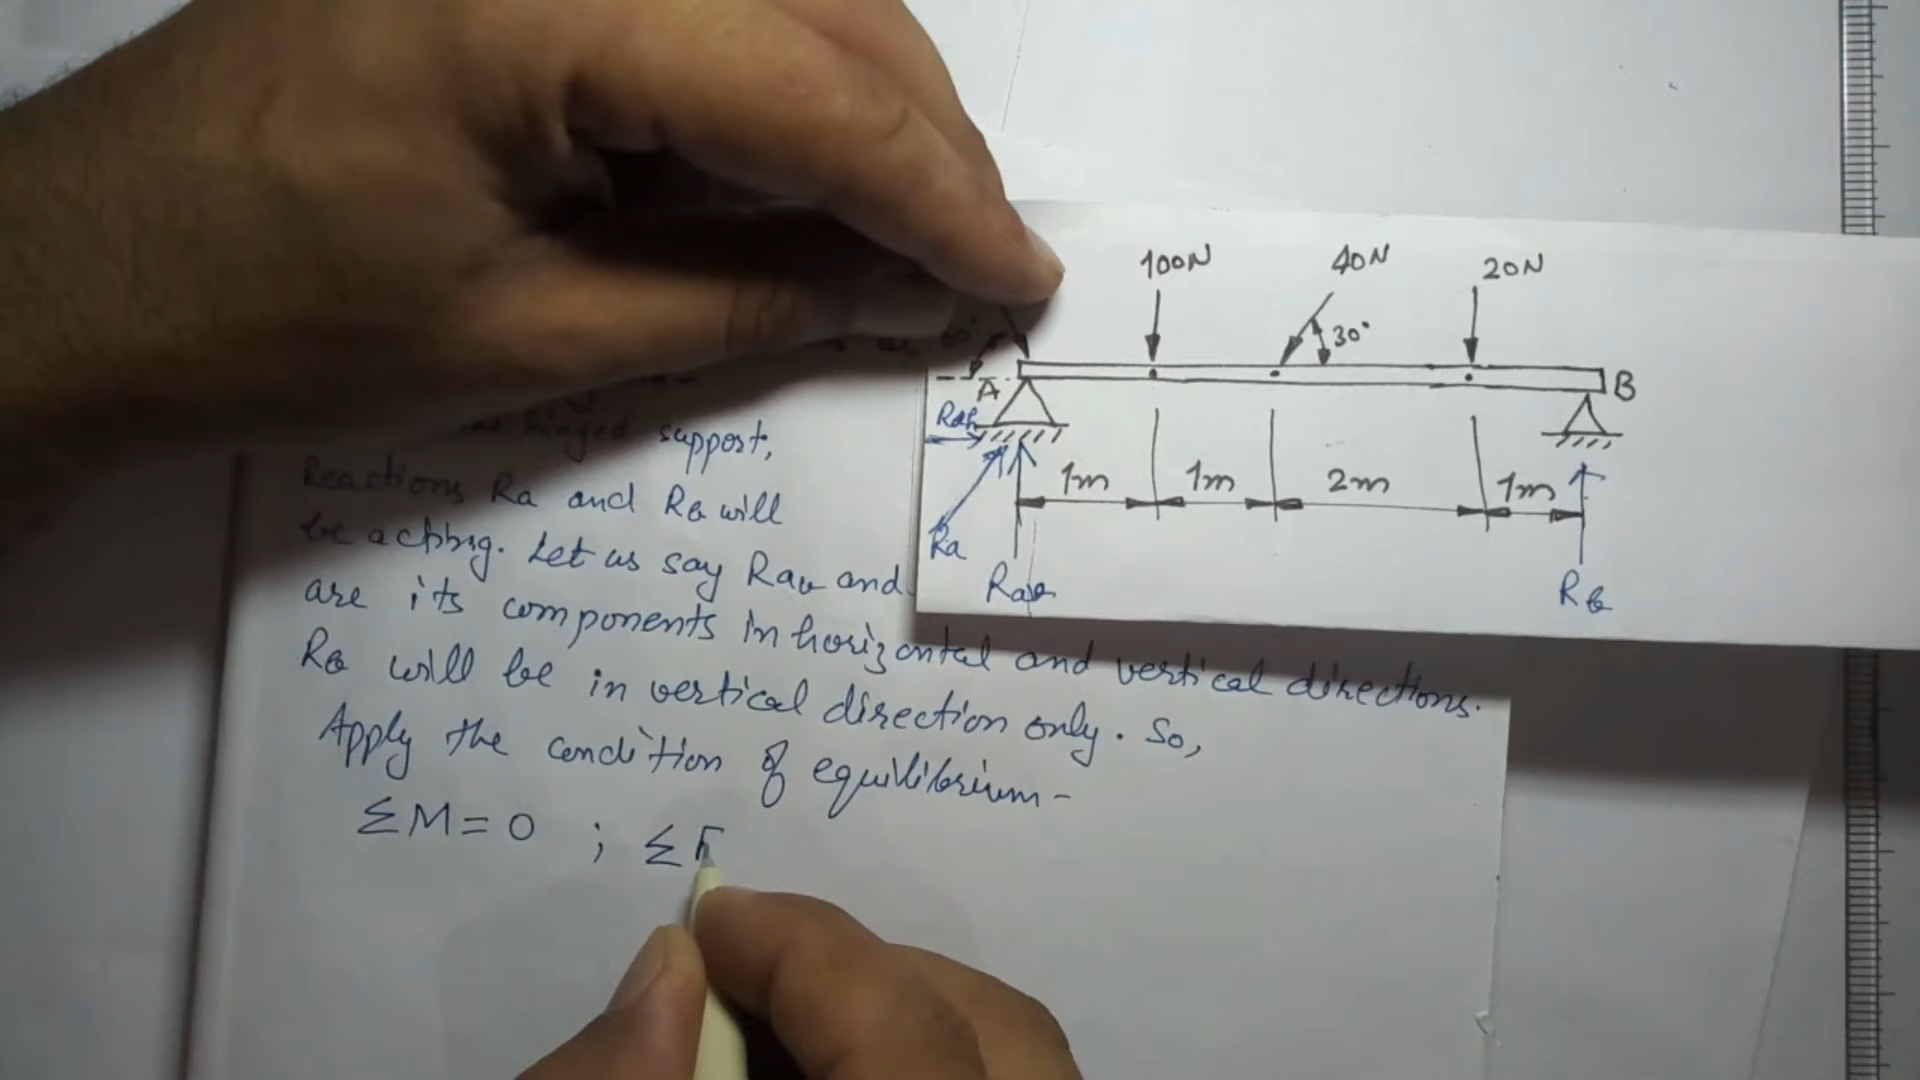 100N
40N
20N
30°
A
B
Rah
1m
1m
2m
1m
Ra
Rav
Rb
hinged support,
Reactions Ra and Rb will
be acting. Let us say Rav and
are its components in horizontal and vertical directions.
Rb will be in vertical direction only. So,
Apply the condition of equilibrium-
ΣM=0 ; ΣF